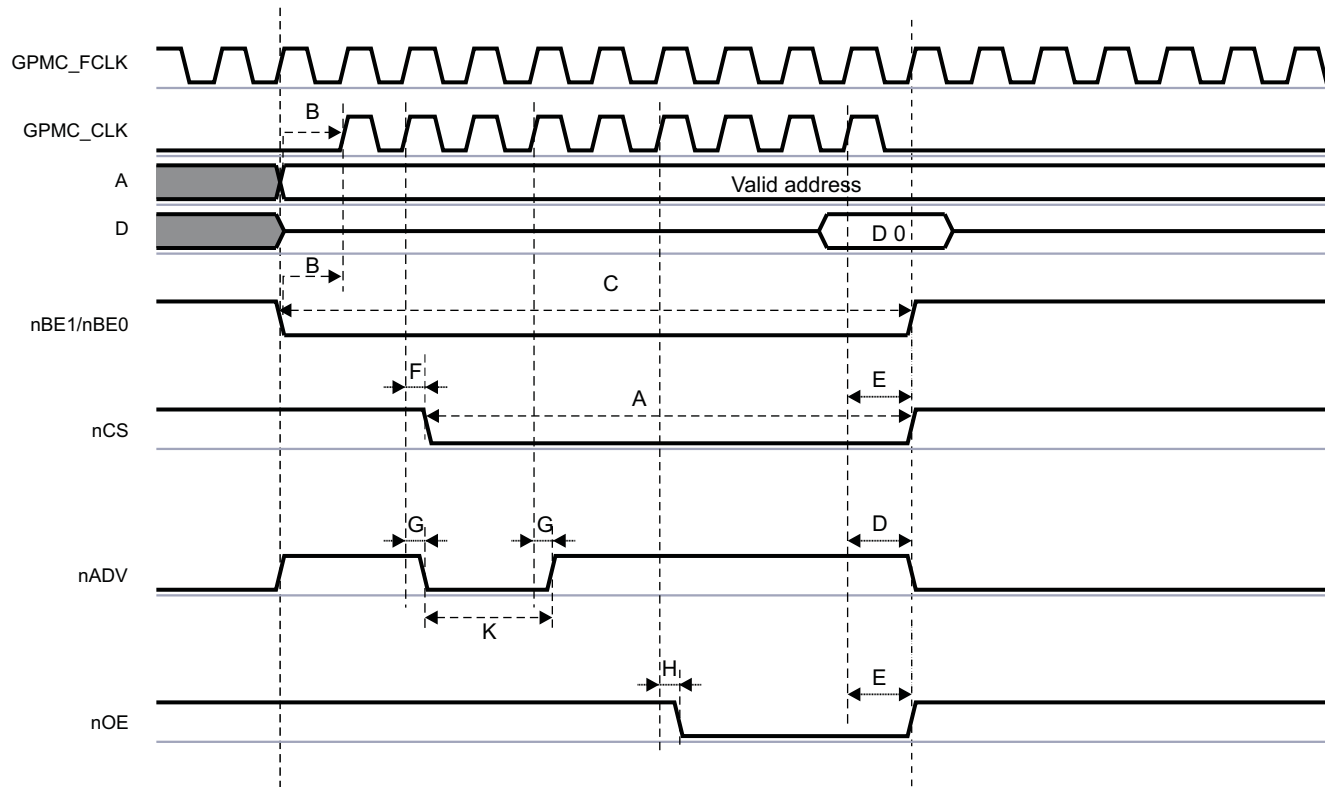 GPMC_FCLK
B
GPMC_CLK
A
Valid address
D
D 0
B
C
nBE1/nBE0
F
E
A
nCS
G
G
D
nADV
K
H
E
nOE